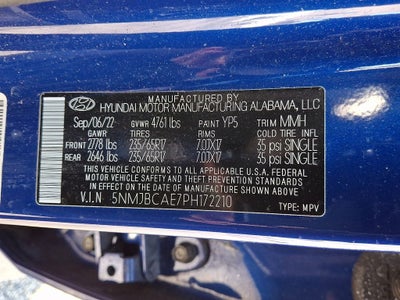 MANUFACTURED BY
HYUNDAI MOTOR MANUFACTURING ALABAMA, LLC
Sep/06/22 GVWR 4761 lbs PAINT YP5 TRIM MMH
GAWR TIRES RIMS COLD TIRES INFL
FRONT 2778 lbs 235/65R17 7.0JX17 35 psi SINGLE
REAR 2646 lbs 235/65R17 7.0JX17 35 psi SINGLE
THIS VEHICLE CONFORMS TO ALL APPLICABLE U.S.A. FEDERAL
MOTOR VEHICLE SAFETY AND THEFT PREVENTION STANDARDS
IN EFFECT ON THE DATE OF MANUFACTURE SHOWN ABOVE.
V.I.N 5NMJBCAE7PH172210
TYPE: MPV